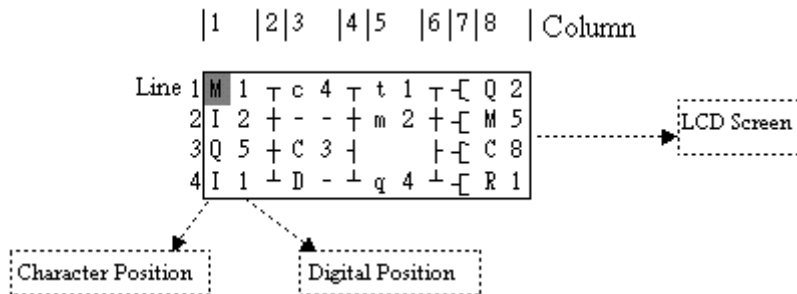 |1 |2|3 |4|5 |6|7|8 | Column
Line 1 M 1 ┬ c 4 ┬ t 1 ┬-[ Q 2
2 I 2 ┼ - - ┼ m 2 ┼-[ M 5
3 Q 5 ┼ C 3 ┤ ├-[ C 8
4 I 1 ┴ D - ┴ q 4 ┴-[ R 1
LCD Screen
Character Position
Digital Position